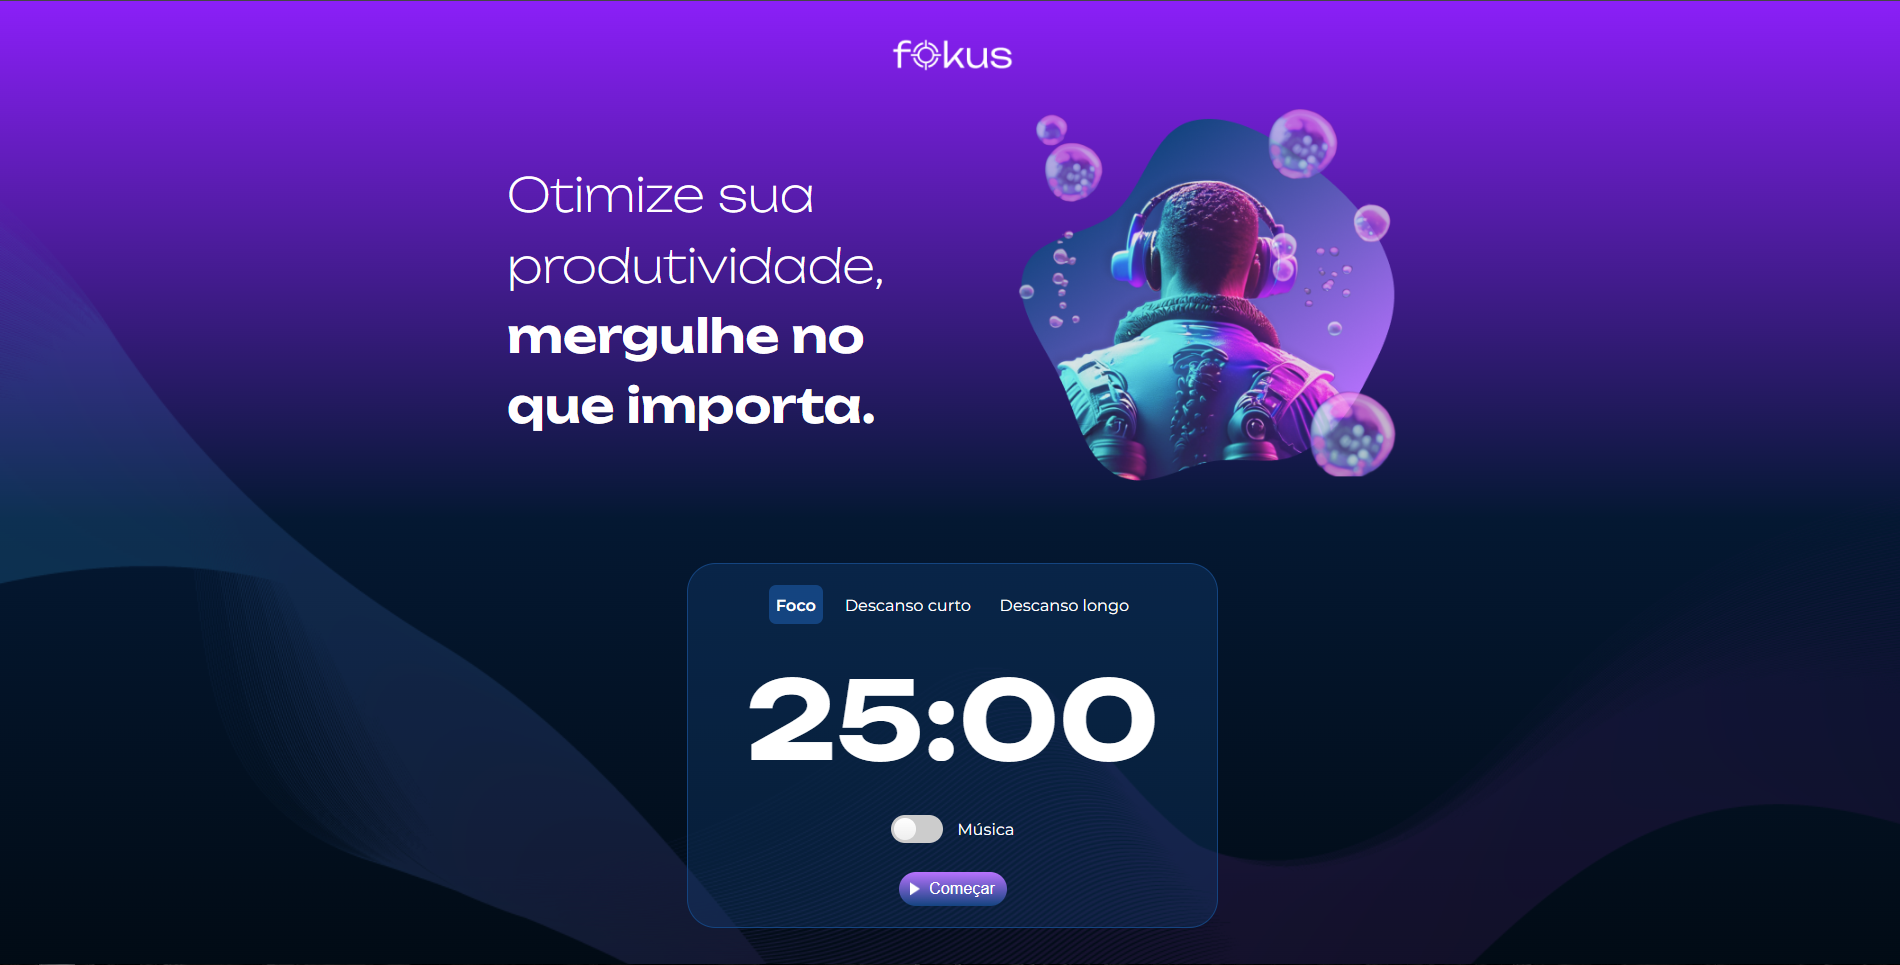 fokus
Otimize sua
produtividade,
mergulhe no
que importa.
Foco
Descanso curto
Descanso longo
25:00
Música
Começar